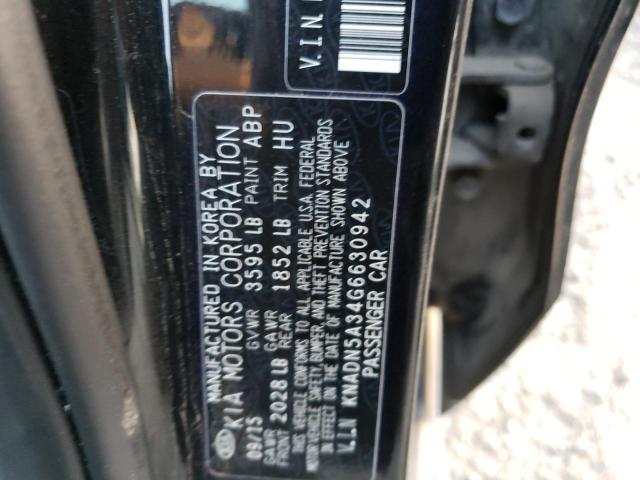 V.I.N
KIA
MANUFACTURED IN KOREA BY
KIA MOTORS CORPORATION
09/15 GVWR 3595 LB PAINT ABP
GAWR FRONT 2028 LB GAWR REAR 1852 LB TRIM HU
THIS VEHICLE CONFORMS TO ALL APPLICABLE U.S.A. FEDERAL
MOTOR VEHICLE SAFETY, BUMPER, AND THEFT PREVENTION STANDARDS
IN EFFECT ON THE DATE OF MANUFACTURE SHOWN ABOVE
V.I.N KNADN5A34G6630942
PASSENGER CAR